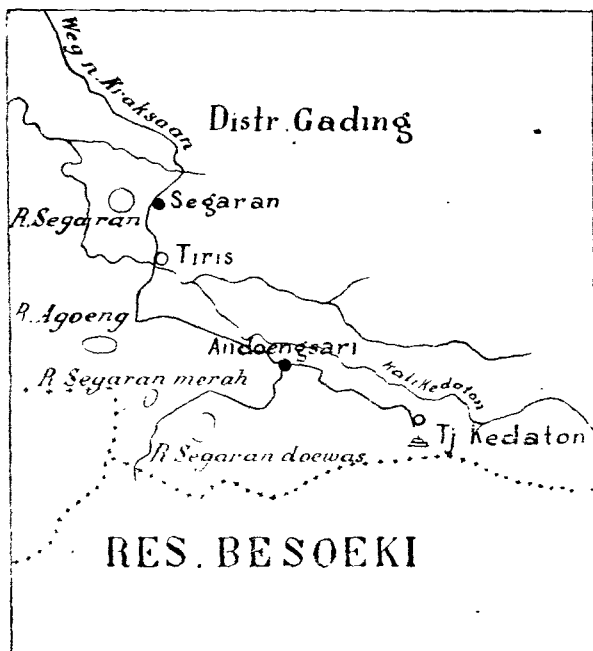 Weg n. Kraksaan
Distr. Gading
Segaran
R. Segaran
Tiris
R. Agoeng
Andoengsari
R Segaran merah
Kali Kedaton
Tj Kedaton
R Segaran doewas
RES. BESOEKI